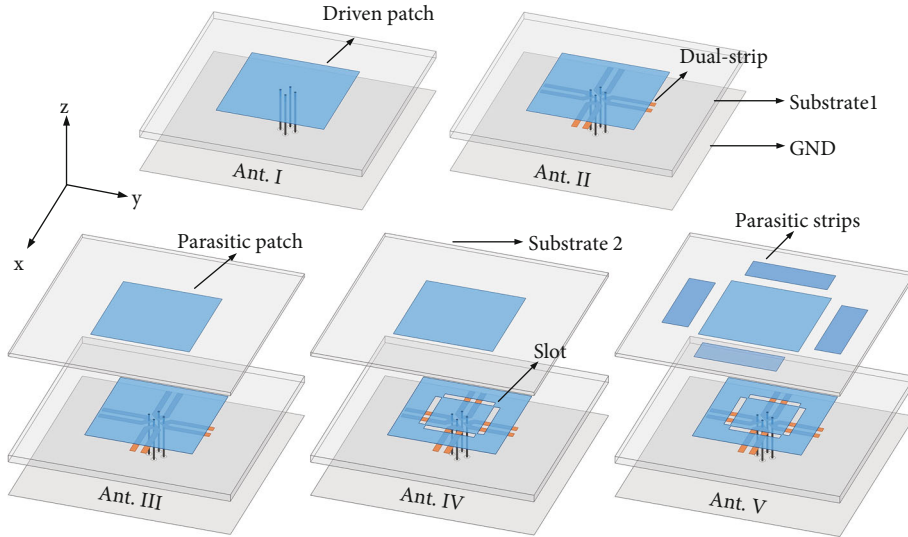 Driven patch
Dual-strip
Substrate1
GND
Ant. I
Ant. II
z
y
x
Parasitic patch
Substrate 2
Parasitic strips
Slot
Ant. III
Ant. IV
Ant. V